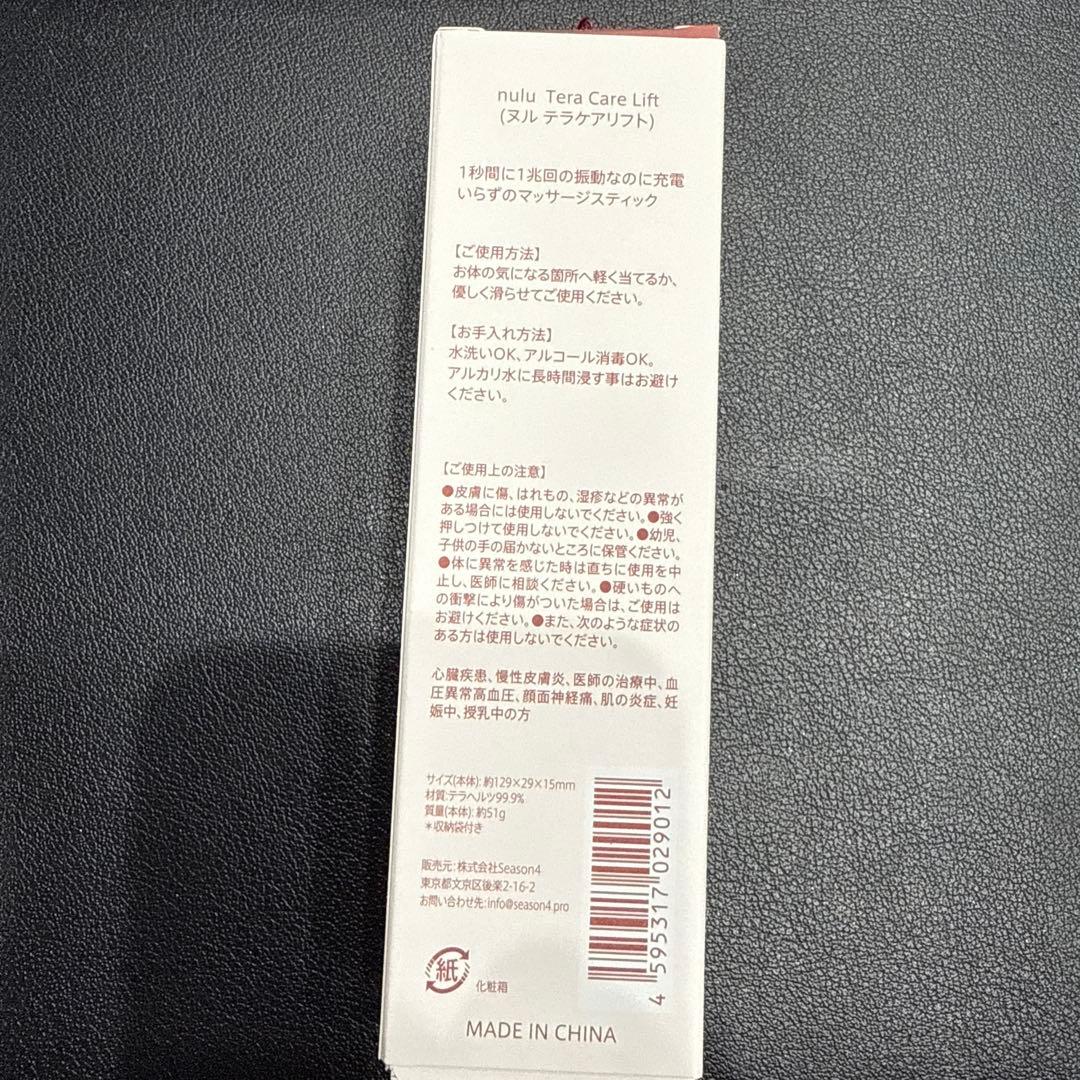 nulu Tera Care Lift
(ヌル テラケアリフト)
1秒間に1兆回の振動なのに充電
いらずのマッサージスティック
【ご使用方法】
お体の気になる箇所へ軽く当てるか、
優しく滑らせてご使用ください。
【お手入れ方法】
水洗いOK、アルコール消毒OK。
アルカリ水に長時間浸す事はお避け
ください。
【ご使用上の注意】
●皮膚に傷、はれもの、湿疹などの異常が
ある場合には使用しないでください。●強く
押しつけて使用しないでください。●幼児、
子供の手の届かないところに保管ください。
●体に異常を感じた時は直ちに使用を中
止し、医師に相談ください。●硬いものへ
の衝撃により傷がついた場合は、ご使用は
お避けください。●また、次のような症状の
ある方は使用しないでください。
心臓疾患、慢性皮膚炎、医師の治療中、血
圧異常高血圧、顔面神経痛、肌の炎症、妊
娠中、授乳中の方
サイズ(本体):約129×29×15mm
材質:テラヘルツ99.9%
質量(本体):約51g
＊収納袋付き
販売元:株式会社Season4
東京都文京区後楽2-16-2
お問い合わせ先:info@season4.pro
4 595317 029012
紙
化粧箱
MADE IN CHINA